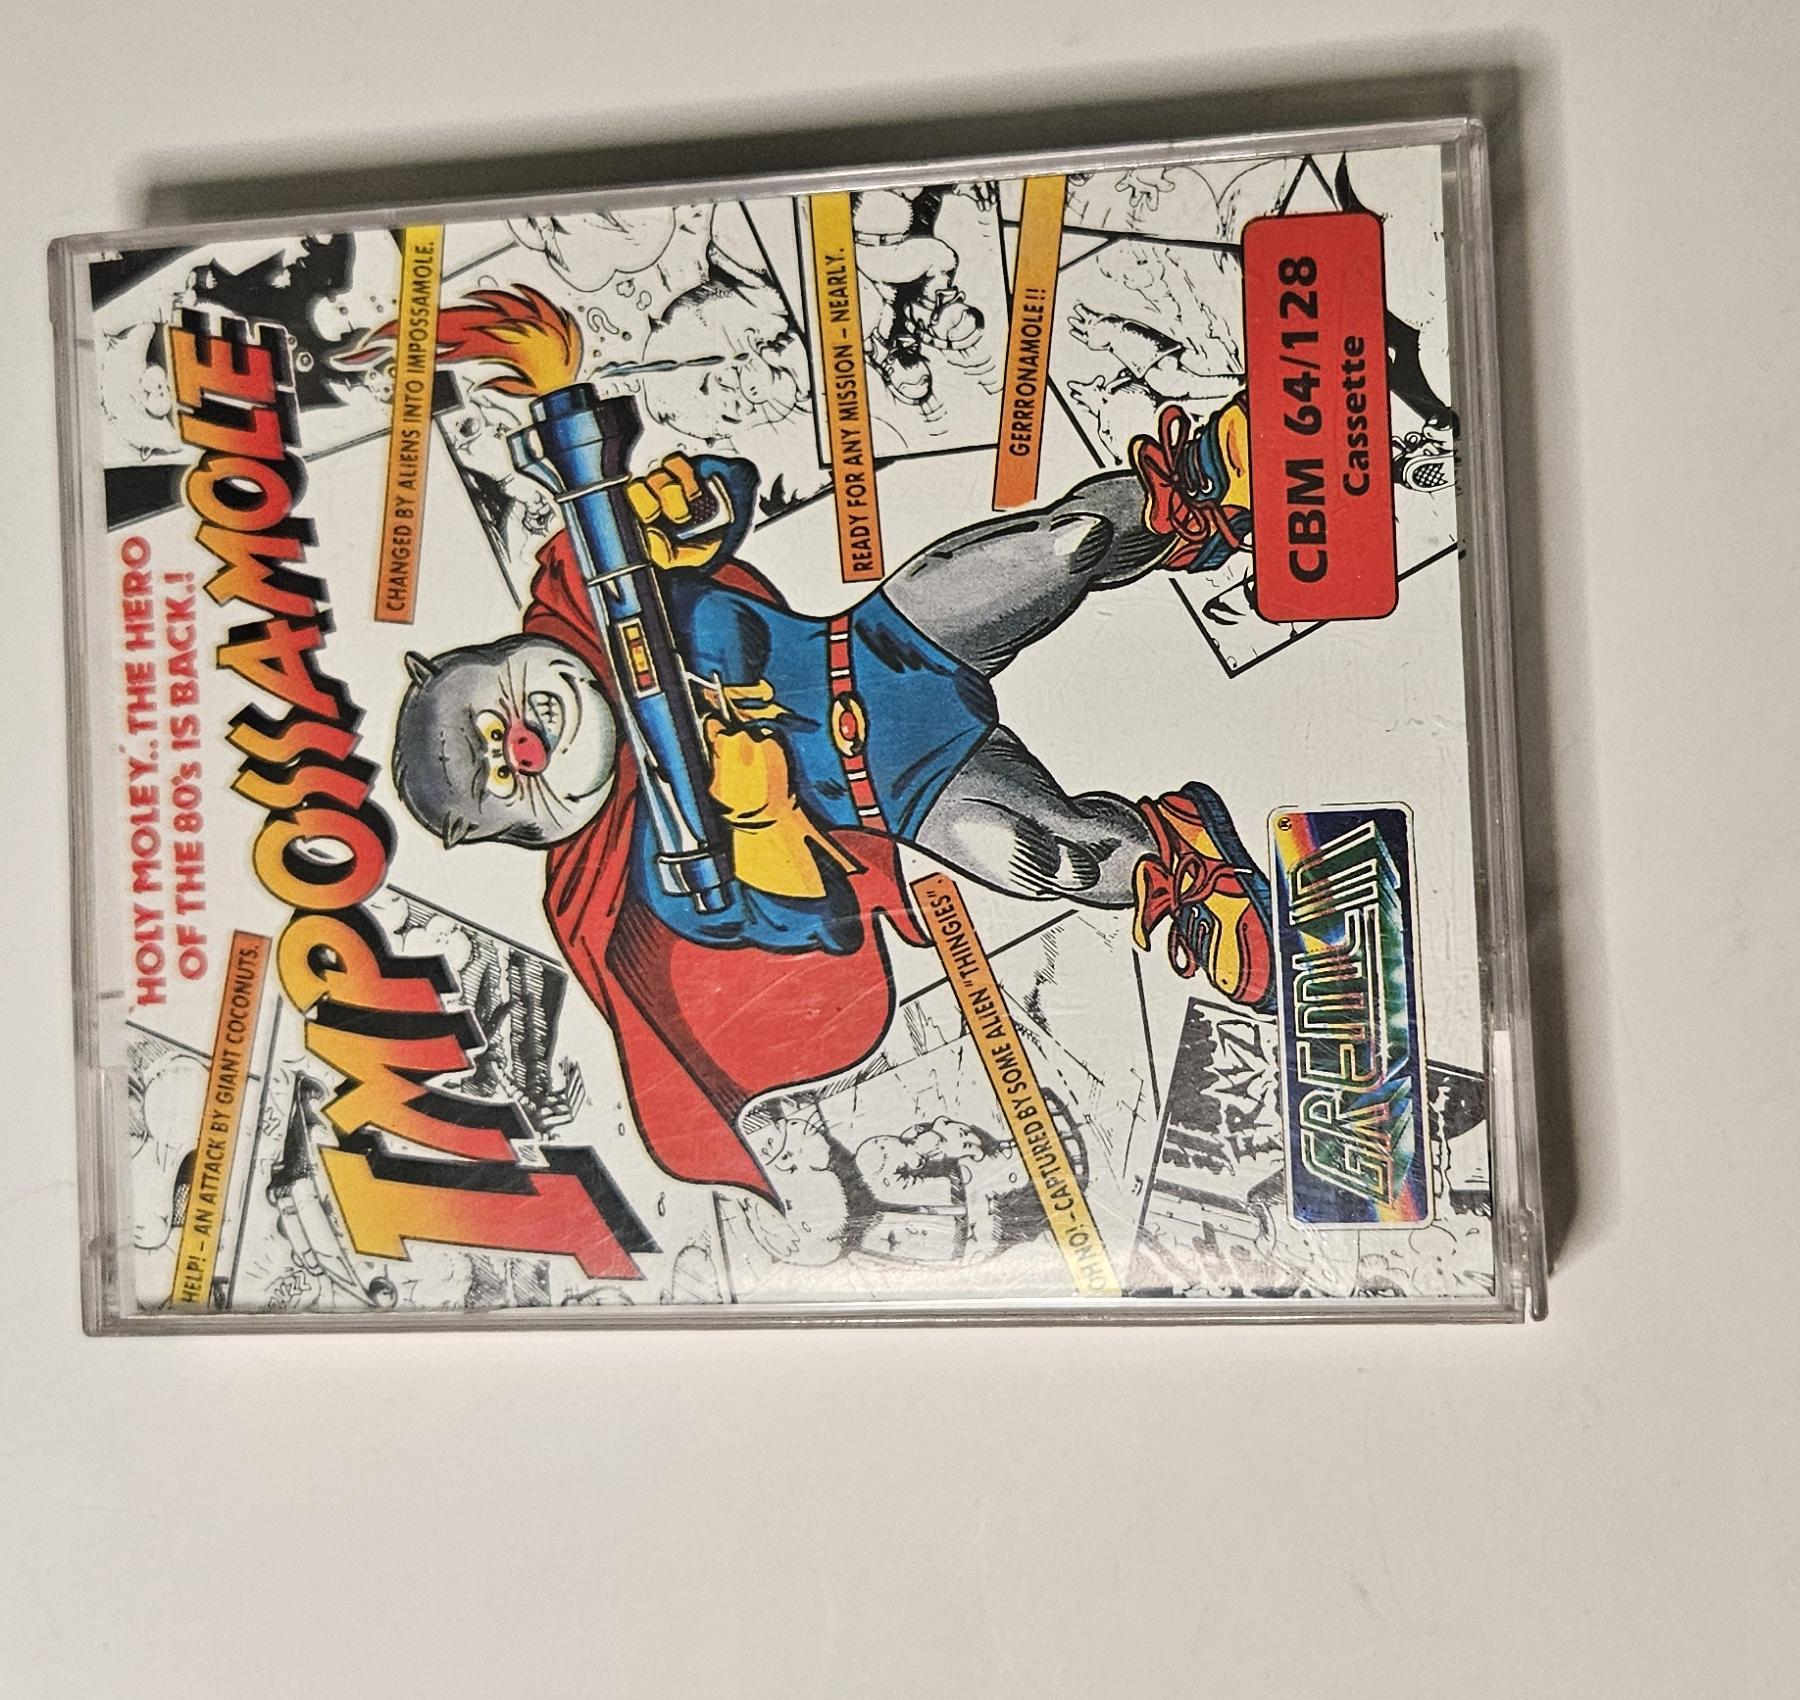 'HOLY MOLEY'. THE HERO
OF THE 80's IS BACK.!
IMPOSSAMOLE
HELP! - AN ATTACK BY GIANT COCONUTS.
CHANGED BY ALIENS INTO IMPOSSAMOLE.
READY FOR ANY MISSION - NEARLY.
GERRRONAMOLE!!
OH NO! - CAPTURED BY SOME ALIEN "THINGIES".
GREMLIN®
CBM 64/128
Cassette